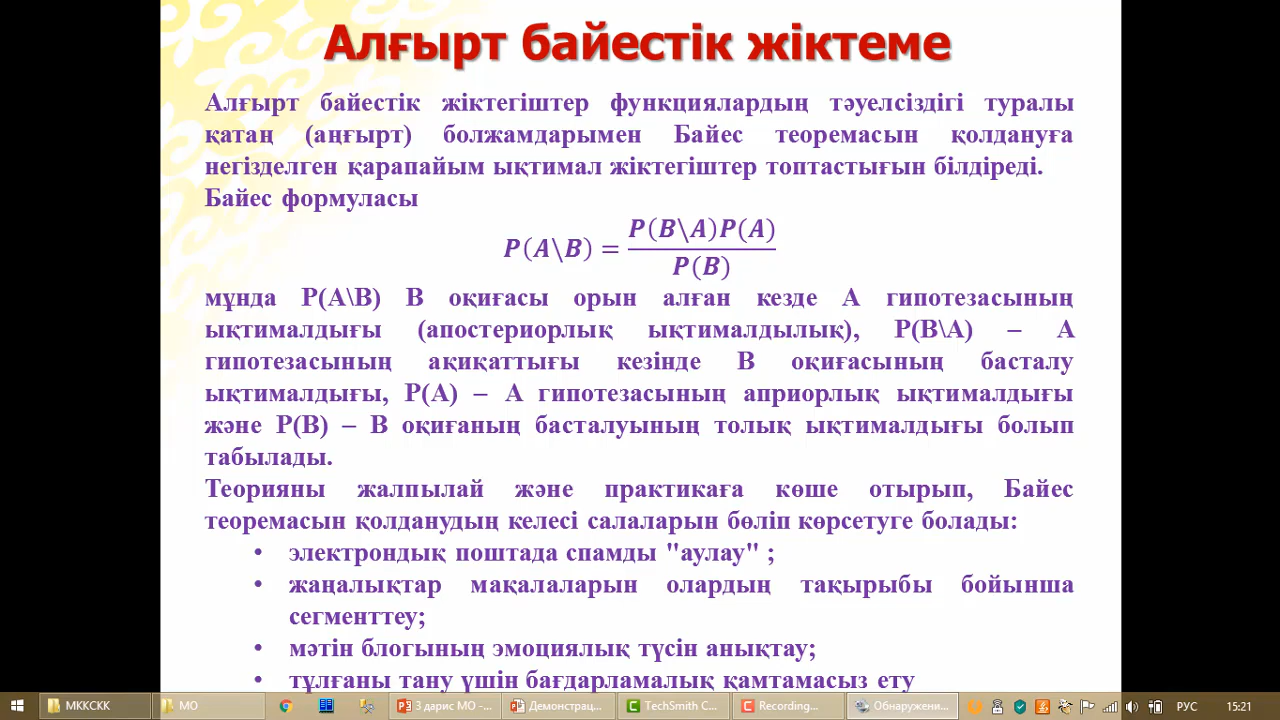 Алғырт байестік жіктеме
Алғырт байестік жіктегіштер функциялардың тәуелсіздігі туралы
қатаң (аңғырт) болжамдарымен Байес теоремасын қолдануға
негізделген қарапайым ықтимал жіктегіштер топтастығын білдіреді.
Байес формуласы
P(A\B) = P(B\A)P(A) / P(B)
мұнда P(A\B) B оқиғасы орын алған кезде A гипотезасының
ықтималдығы (апостериорлық ықтималдылық), P(B\A) – A
гипотезасының ақиқаттығы кезінде B оқиғасының басталу
ықтималдығы, P(A) – A гипотезасының априорлық ықтималдығы
және P(B) – B оқиғаның басталуының толық ықтималдығы болып
табылады.
Теорияны жалпылай және практикаға көше отырып, Байес
теоремасын қолданудың келесі салаларын бөліп көрсетуге болады:
• электрондық поштада спамды "аулау" ;
• жаңалықтар мақалаларын олардың тақырыбы бойынша
сегменттеу;
• мәтін блогының эмоциялық түсін анықтау;
• тұлғаны тану үшін бағдарламалық қамтамасыз ету
МККСКК МО 3 дарис МО -... Демонстрац... TechSmith C... Recording... Обнаружени... РУС 15:21